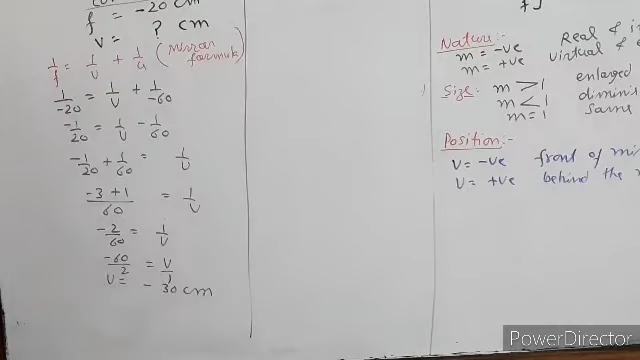 f = -20 cm
v = ? cm
1/f = 1/v + 1/u (mirror formula)
1/-20 = 1/v + 1/-60
-1/20 = 1/v - 1/60
-1/20 + 1/60 = 1/v
-3+1/60 = 1/v
-2/60 = 1/v
-60/2 = v/1
v = -30 cm
Nature:- Real & i
m = -ve virtual &
m = +ve
Size:- m > 1 enlarged
m < 1 diminis
m = 1 same
Position:-
v = -ve front of mi
v = +ve behind the
PowerDirector